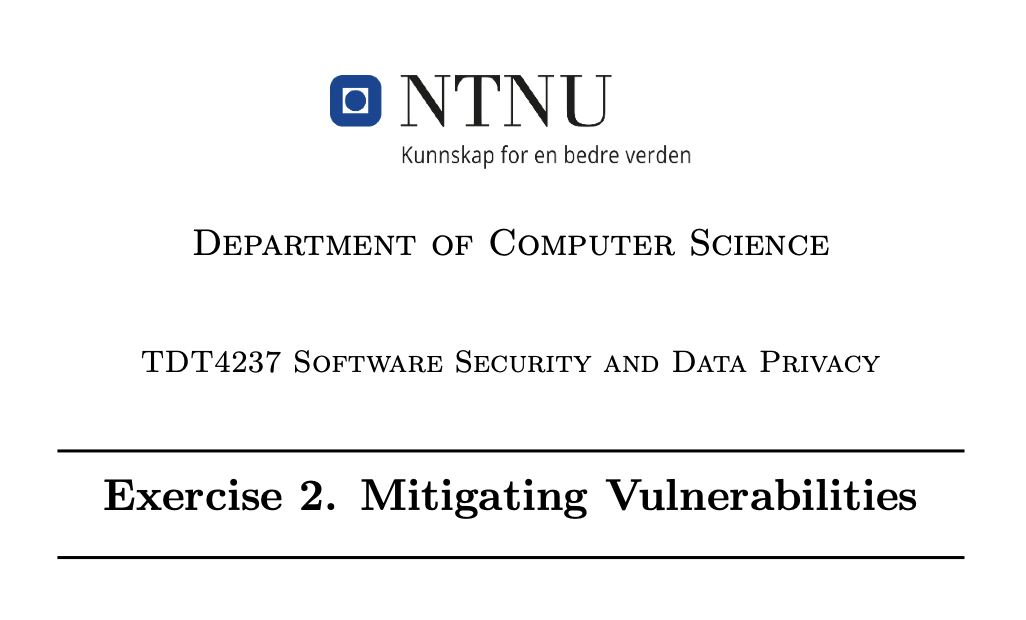 NTNU
Kunnskap for en bedre verden
Department of Computer Science
TDT4237 Software Security and Data Privacy
Exercise 2. Mitigating Vulnerabilities